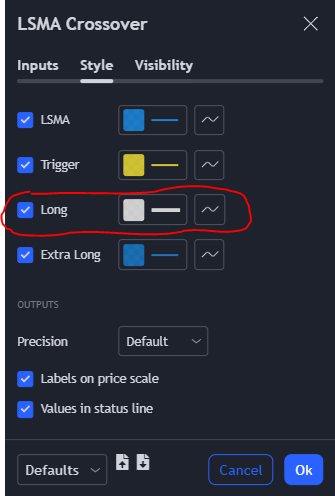 LSMA Crossover
Inputs Style Visibility
LSMA
Trigger
Long
Extra Long
OUTPUTS
Precision Default
Labels on price scale
Values in status line
Defaults Cancel Ok